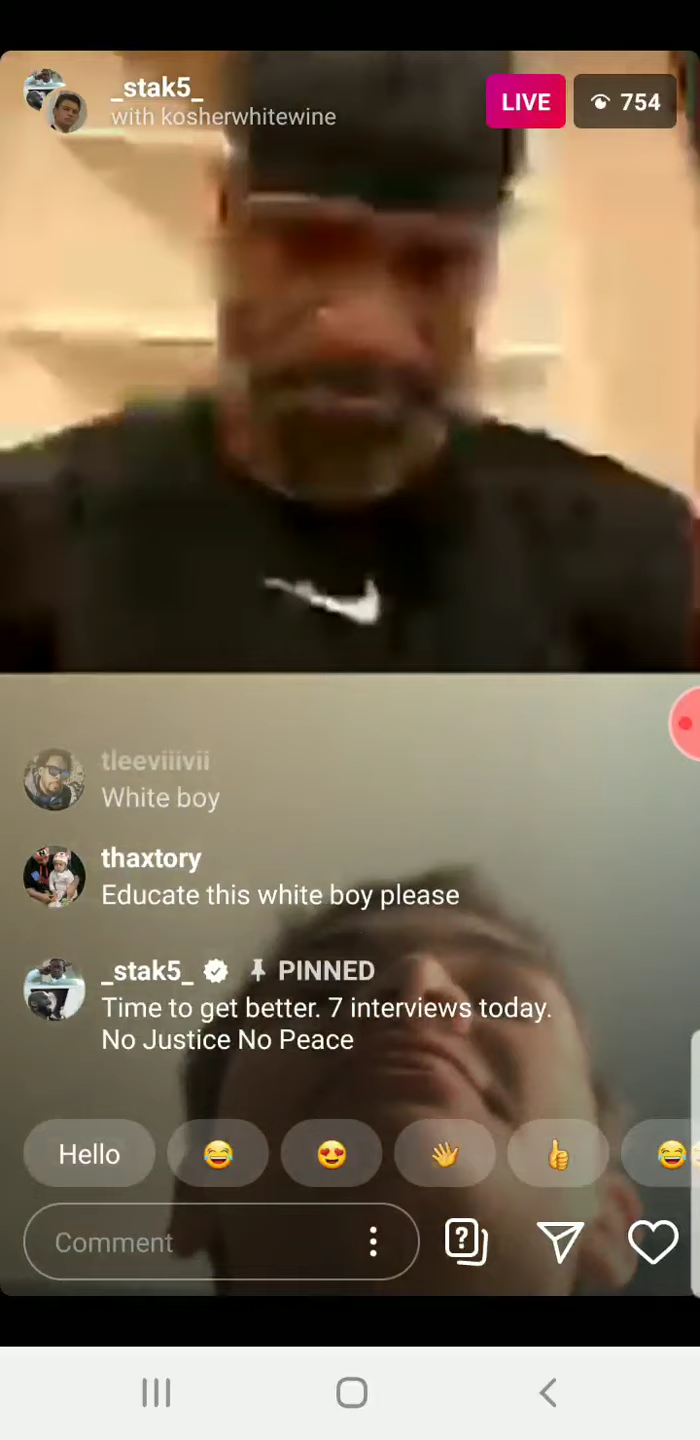 _stak5_
with kosherwhitewine
LIVE
754
tleeviiivii
White boy
thaxtory
Educate this white boy please
_stak5_ PINNED
Time to get better. 7 interviews today.
No Justice No Peace
Hello
Comment